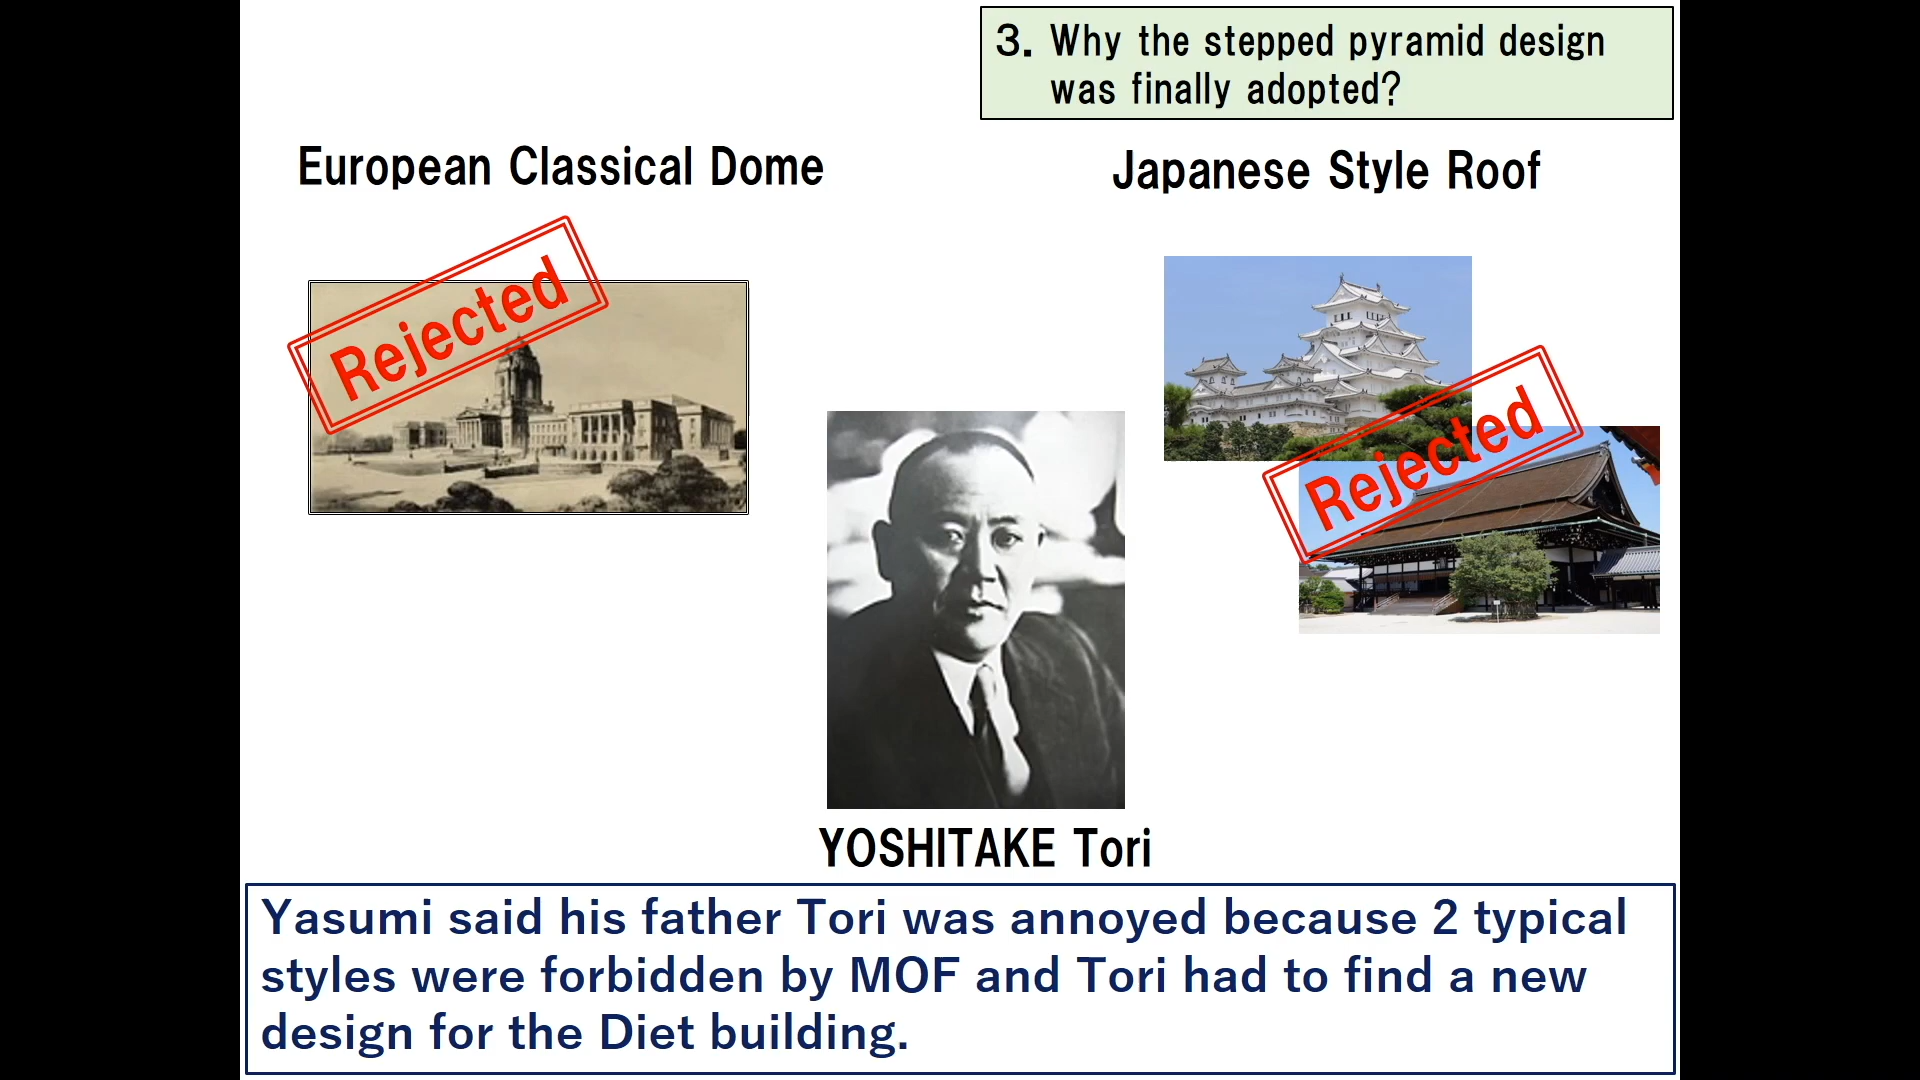 3. Why the stepped pyramid design
was finally adopted?
European Classical Dome
Japanese Style Roof
Rejected
Rejected
YOSHITAKE Tori
Yasumi said his father Tori was annoyed because 2 typical
styles were forbidden by MOF and Tori had to find a new
design for the Diet building.